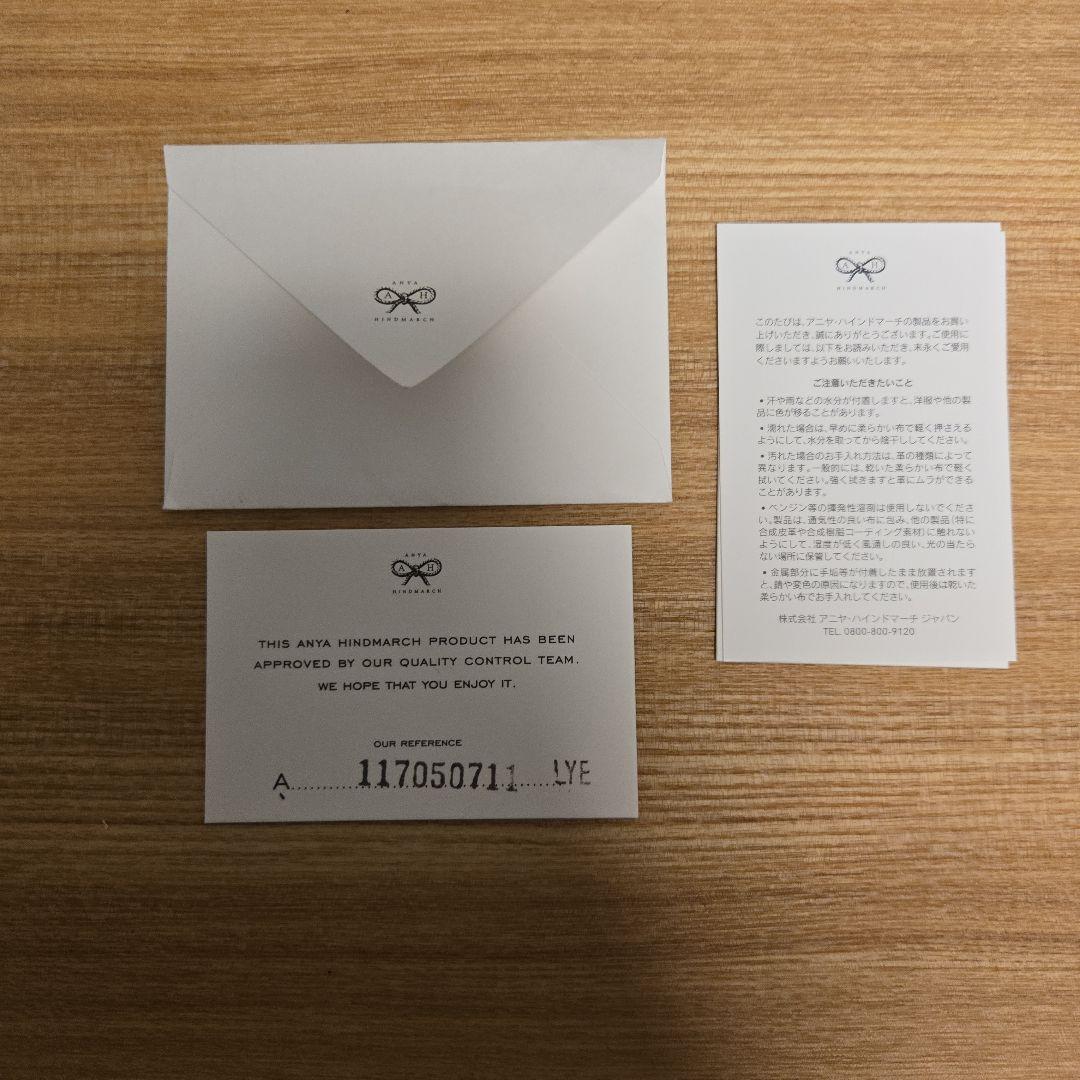 ANYA
A H
HINDMARCH
ANYA
A H
HINDMARCH
THIS ANYA HINDMARCH PRODUCT HAS BEEN
APPROVED BY OUR QUALITY CONTROL TEAM.
WE HOPE THAT YOU ENJOY IT.
OUR REFERENCE
A 117050711 LYE
ANYA
A H
HINDMARCH
このたびは、アニヤ・ハインドマーチの製品をお買い
上げいただき、誠にありがとうございます。ご使用に
際しましては、以下をお読みいただき、末永くご愛用
くださいますようお願いいたします。
ご注意いただきたいこと
•汗や雨などの水分が付着しますと、洋服や他の製
品に色が移ることがあります。
•濡れた場合は、早めに柔らかい布で軽く押さえる
ようにして、水分を取ってから陰干ししてください。
•汚れた場合のお手入れ方法は、革の種類によって
異なります。一般的には、乾いた柔らかい布で軽く
拭いてください。強く拭きますと革にムラができる
ことがあります。
•ベンジン等の揮発性溶剤は使用しないでくださ
い。製品は、通気性の良い布に包み、他の製品(特に
合成皮革や合成樹脂コーティング素材)に触れない
ようにして、湿度が低く風通しの良い、光の当たら
ない場所に保管してください。
•金属部分に手垢等が付着したまま放置されます
と、錆や変色の原因になりますので、使用後は乾いた
柔らかい布でお手入れしてください。
株式会社 アニヤ・ハインドマーチ ジャパン
TEL 0800-800-9120